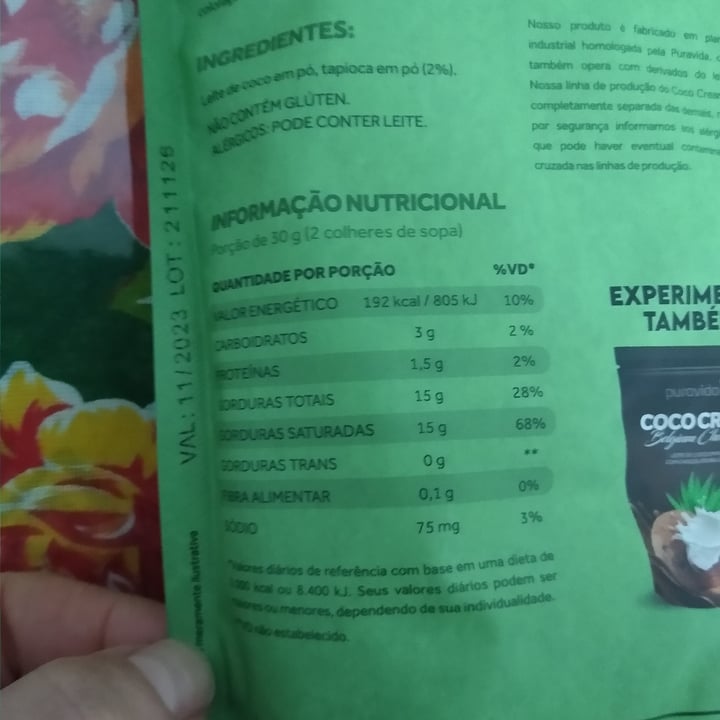 INGREDIENTES:
Leite de coco em pó, tapioca em pó (2%).
NÃO CONTÉM GLÚTEN.
ALÉRGICOS: PODE CONTER LEITE.
INFORMAÇÃO NUTRICIONAL
Porção de 30 g (2 colheres de sopa)
QUANTIDADE POR PORÇÃO %VD*
VALOR ENERGÉTICO 192 kcal / 805 kJ 10%
CARBOIDRATOS 3 g 2%
PROTEÍNAS 1,5 g 2%
GORDURAS TOTAIS 15 g 28%
GORDURAS SATURADAS 15 g 68%
GORDURAS TRANS 0 g **
FIBRA ALIMENTAR 0,1 g 0%
SÓDIO 75 mg 3%
*Valores diários de referência com base em uma dieta de
kcal ou 8.400 kJ. Seus valores diários podem ser
ou menores, dependendo de sua individualidade.
não estabelecido.
VAL: 11/2023 LOT: 211126
meramente ilustrativa
Nosso produto é fabricado em
industrial homologada pela Puravida,
também opera com derivados do
Nossa linha de produção do Coco
completamente separada das demais,
por segurança informamos
que pode haver eventual
cruzada nas linhas de produção.
EXPERIME
TAMBÉ
puravida
COCO CR
Belgian